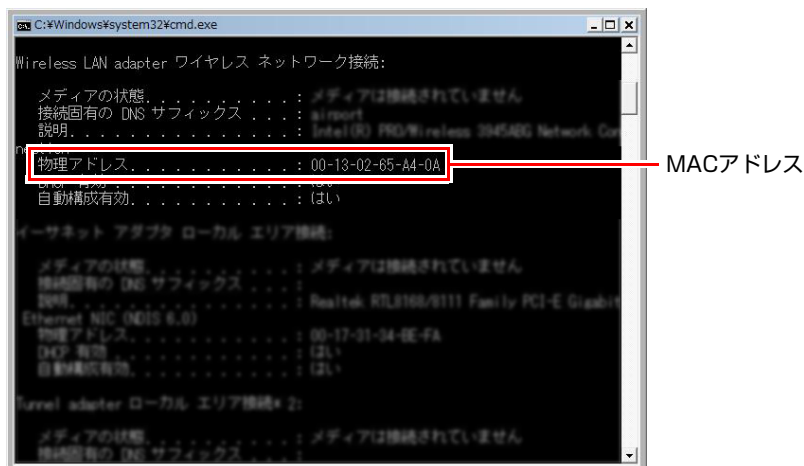 C:¥Windows¥system32¥cmd.exe
Wireless LAN adapter ワイヤレス ネットワーク接続:
メディアの状態. . . . . . . . . . . . : メディアは接続されていません
接続固有の DNS サフィックス . . . : airport
説明. . . . . . . . . . . . . . . . . : Intel(R) PRO/Wireless 3945ABG Network Con
物理アドレス. . . . . . . . . . . . . : 00-13-02-65-A4-0A
MACアドレス
DHCP 有効 . . . . . . . . . . . . . . : はい
自動構成有効. . . . . . . . . . . . . : はい
イーサネット アダプタ ローカル エリア接続:
メディアの状態. . . . . . . . . . . . : メディアは接続されていません
接続固有の DNS サフィックス . . . :
説明. . . . . . . . . . . . . . . . . : Realtek RTL8168/8111 Family PCI-E Gigabit
Ethernet NIC (NDIS 6.0)
物理アドレス. . . . . . . . . . . . . : 00-17-31-34-BE-FA
DHCP 有効 . . . . . . . . . . . . . . : はい
自動構成有効. . . . . . . . . . . . . : はい
Tunnel adapter ローカル エリア接続* 2:
メディアの状態. . . . . . . . . . . . : メディアは接続されていません
接続固有の DNS サフィックス . . . :